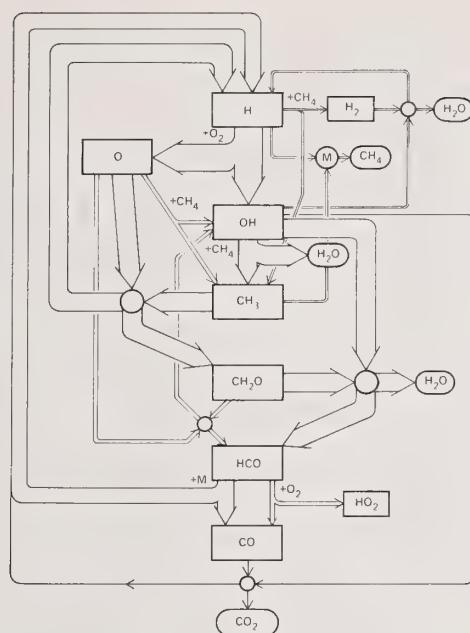 H
+CH₄
H₂
H₂O
+O₂
O
M
CH₄
+CH₄
OH
+CH₄
H₂O
CH₃
CH₂O
H₂O
HCO
+M
+O₂
HO₂
CO
CO₂